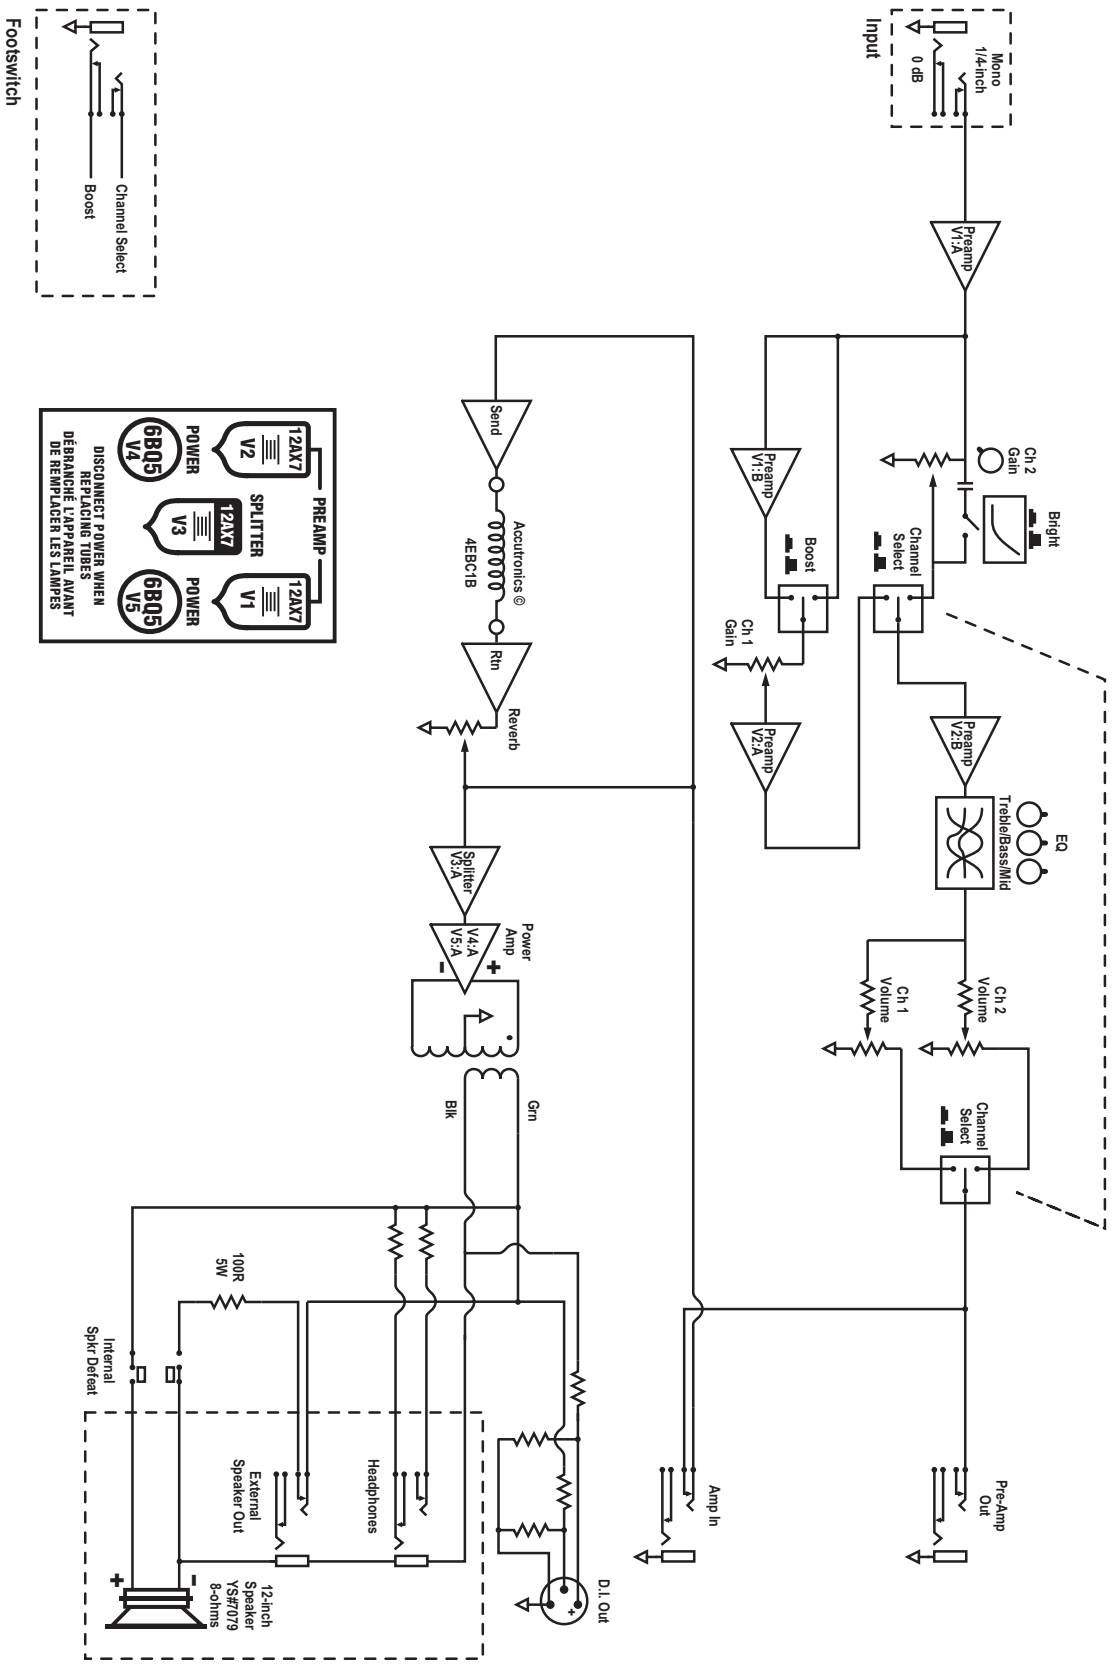 Input
Mono
1/4-inch
0 dB
Preamp
V1:A
Ch 2
Gain
Bright
Channel
Select
Preamp
V2:B
EQ
Treble/Bass/Mid
Ch 2
Volume
Ch 1
Volume
Channel
Select
Pre-Amp
Out
Preamp
V1:B
Boost
Ch 1
Gain
Preamp
V2:A
Amp In
Send
Accutronics ©
4EBC1B
Rtn
Reverb
Splitter
V3:A
Power
Amp
V4:A
V5:A
+
-
Grn
Blk
D.I. Out
+
Headphones
External
Speaker Out
100R
5W
Internal
Spkr Defeat
12-inch
Speaker
YS#7079
8-ohms
-
+
Footswitch
Channel Select
Boost
PREAMP
12AX7
V2
SPLITTER
12AX7
V3
12AX7
V1
POWER
6BQ5
V4
POWER
6BQ5
V5
DISCONNECT POWER WHEN
REPLACING TUBES
DÉBRANCHÉ L'APPAREIL AVANT
DE REMPLACER LES LAMPES